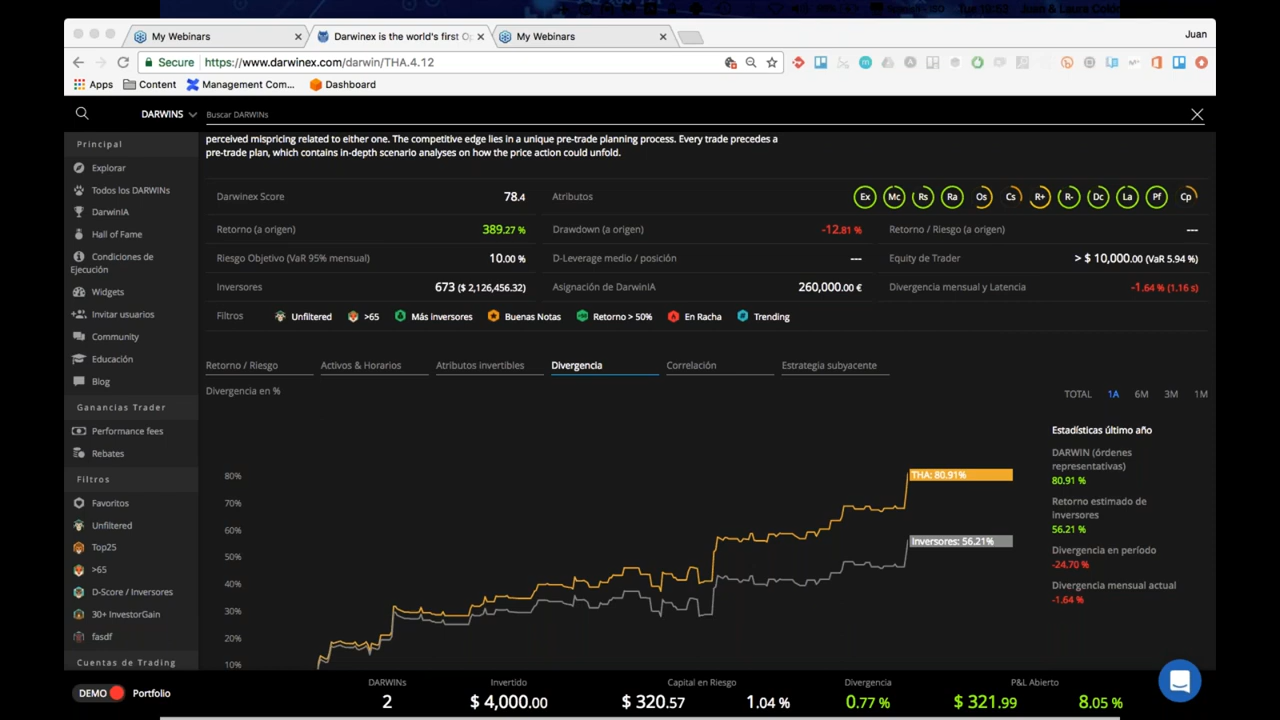 Tue 19:53 Juan & Laura Colón
My Webinars
Darwinex is the world's first O
My Webinars
Juan
Secure
https://www.darwinex.com/darwin/THA.4.12
Apps
Content
Management Com...
Dashboard
DARWINS
Buscar DARWINs
Principal
Explorar
Todos los DARWINs
DarwinIA
Hall of Fame
Condiciones de
Ejecución
Widgets
Invitar usuarios
Community
Educación
Blog
Ganancias Trader
Performance fees
Rebates
Filtros
Favoritos
Unfiltered
Top25
>65
D-Score / Inversores
30+ InvestorGain
fasdf
Cuentas de Trading
perceived mispricing related to either one. The competitive edge lies in a unique pre-trade planning process. Every trade precedes a
pre-trade plan, which contains in-depth scenario analyses on how the price action could unfold.
Darwinex Score 78.4 Atributos Ex Mc Rs Ra Os Cs R+ R- Dc La Pf Cp
Retorno (a origen) 389.27 % Drawdown (a origen) -12.81 % Retorno / Riesgo (a origen) ---
Riesgo Objetivo (VaR 95% mensual) 10.00 % D-Leverage medio / posición --- Equity de Trader > $ 10,000.00 (VaR 5.94 %)
Inversores 673 ($ 2,126,456.32) Asignación de DarwinIA 260,000.00 € Divergencia mensual y Latencia -1.64 % (1.16 s)
Filtros Unfiltered >65 Más inversores Buenas Notas Retorno > 50% En Racha Trending
Retorno / Riesgo Activos & Horarios Atributos invertibles Divergencia Correlación Estrategia subyacente
Divergencia en %
TOTAL 1A 6M 3M 1M
80%
70%
60%
50%
40%
30%
20%
10%
THA: 80.91%
Inversores: 56.21%
Estadísticas último año
DARWIN (órdenes
representativas)
80.91 %
Retorno estimado de
inversores
56.21 %
Divergencia en período
-24.70 %
Divergencia mensual actual
-1.64 %
DEMO Portfolio
DARWINs Invertido Capital en Riesgo Divergencia P&L Abierto
2 $ 4,000.00 $ 320.57 1.04 % 0.77 % $ 321.99 8.05 %